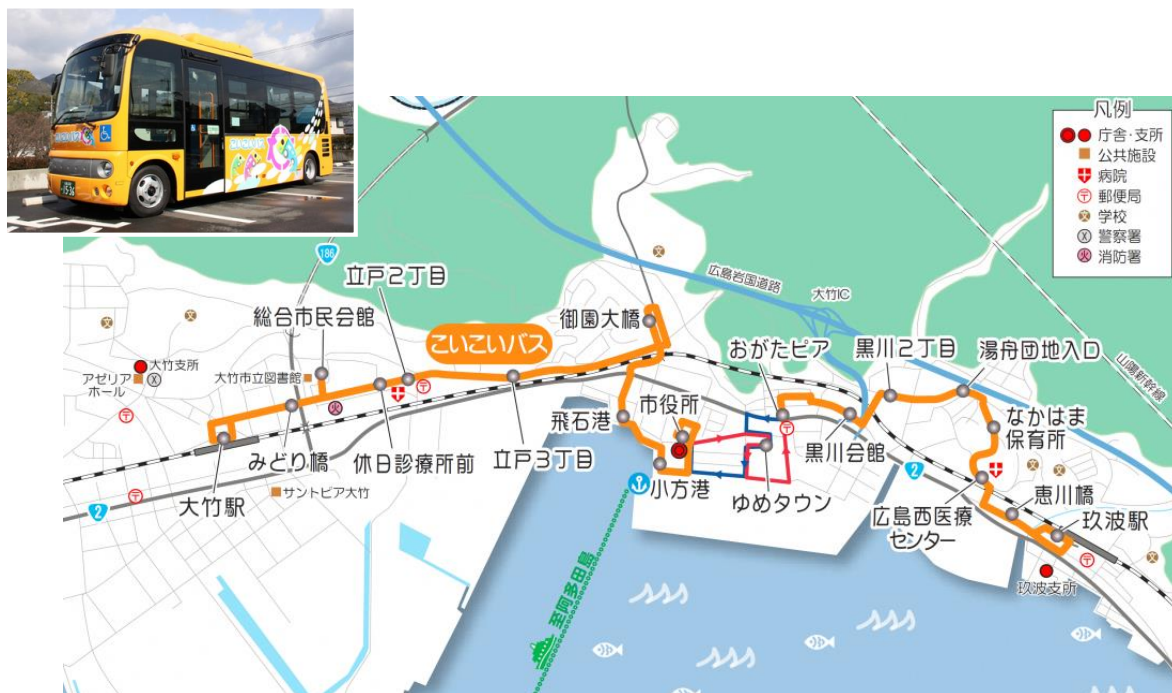 こいこいバス
1536
凡例
庁舎・支所
公共施設
病院
郵便局
学校
警察署
消防署
186
立戸2丁目
総合市民会館
こいこいバス
御園大橋
広島岩国道路
大竹IC
山陽新幹線
おがたピア
黒川2丁目
湯舟団地入口
大竹支所
アゼリア
ホール
大竹市立図書館
飛石港
市役所
なかはま
保育所
みどり橋
休日診療所前
立戸3丁目
小方港
ゆめタウン
黒川会館
2
恵川橋
大竹駅
サントピア大竹
2
広島西医療
センター
玖波駅
玖波支所
至阿多田島